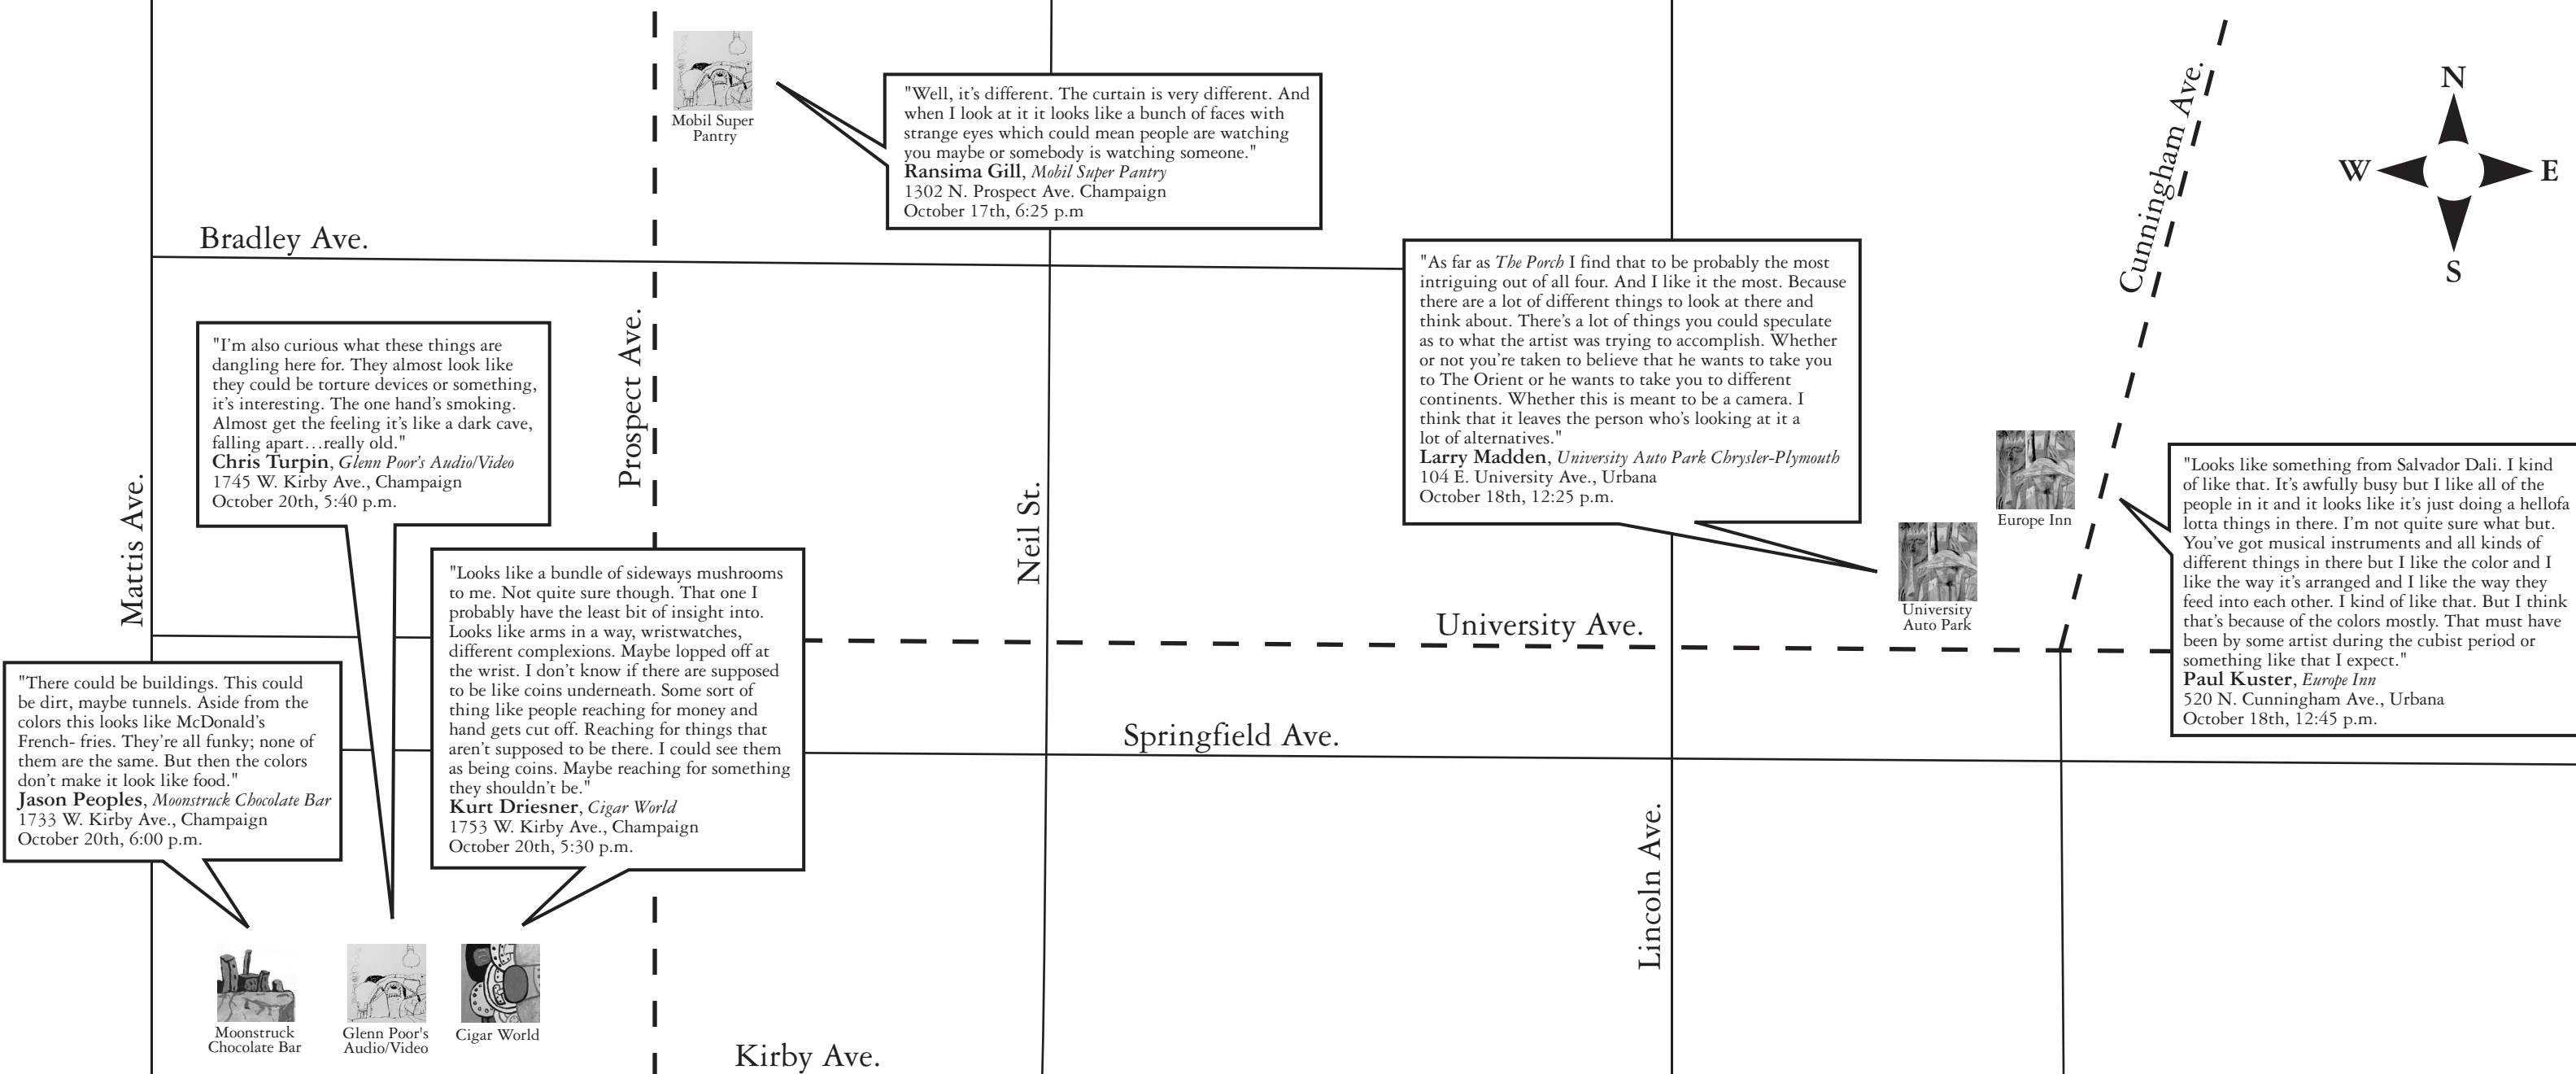 Mobil Super
Pantry
"Well, it's different. The curtain is very different. And
when I look at it it looks like a bunch of faces with
strange eyes which could mean people are watching
you maybe or somebody is watching someone."
Ransima Gill, Mobil Super Pantry
1302 N. Prospect Ave. Champaign
October 17th, 6:25 p.m
Cunningham Ave.
N
W
E
S
Bradley Ave.
"As far as The Porch I find that to be probably the most
intriguing out of all four. And I like it the most. Because
there are a lot of different things to look at there and
think about. There's a lot of things you could speculate
as to what the artist was trying to accomplish. Whether
or not you're taken to believe that he wants to take you
to The Orient or he wants to take you to different
continents. Whether this is meant to be a camera. I
think that it leaves the person who's looking at it a
lot of alternatives."
Larry Madden, University Auto Park Chrysler-Plymouth
104 E. University Ave., Urbana
October 18th, 12:25 p.m.
"I'm also curious what these things are
dangling here for. They almost look like
they could be torture devices or something,
it's interesting. The one hand's smoking.
Almost get the feeling it's like a dark cave,
falling apart…really old."
Chris Turpin, Glenn Poor's Audio/Video
1745 W. Kirby Ave., Champaign
October 20th, 5:40 p.m.
Prospect Ave.
Mattis Ave.
Neil St.
Europe Inn
"Looks like something from Salvador Dali. I kind
of like that. It's awfully busy but I like all of the
people in it and it looks like it's just doing a hellofa
lotta things in there. I'm not quite sure what but.
You've got musical instruments and all kinds of
different things in there but I like the color and I
like the way it's arranged and I like the way they
feed into each other. I kind of like that. But I think
that's because of the colors mostly. That must have
been by some artist during the cubist period or
something like that I expect."
Paul Kuster, Europe Inn
520 N. Cunningham Ave., Urbana
October 18th, 12:45 p.m.
University
Auto Park
University Ave.
"Looks like a bundle of sideways mushrooms
to me. Not quite sure though. That one I
probably have the least bit of insight into.
Looks like arms in a way, wristwatches,
different complexions. Maybe lopped off at
the wrist. I don't know if there are supposed
to be like coins underneath. Some sort of
thing like people reaching for money and
hand gets cut off. Reaching for things that
aren't supposed to be there. I could see them
as being coins. Maybe reaching for something
they shouldn't be."
Kurt Driesner, Cigar World
1753 W. Kirby Ave., Champaign
October 20th, 5:30 p.m.
"There could be buildings. This could
be dirt, maybe tunnels. Aside from the
colors this looks like McDonald's
French- fries. They're all funky; none of
them are the same. But then the colors
don't make it look like food."
Jason Peoples, Moonstruck Chocolate Bar
1733 W. Kirby Ave., Champaign
October 20th, 6:00 p.m.
Springfield Ave.
Lincoln Ave.
Moonstruck
Chocolate Bar
Glenn Poor's
Audio/Video
Cigar World
Kirby Ave.